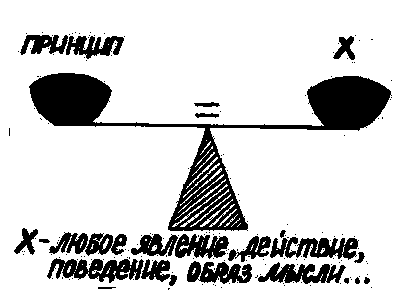 ПРИНЦИП X
=
X-ЛЮБОЕ ЯВЛЕНИЕ, ДЕЙСТВИЕ,
ПОВЕДЕНИЕ, ОБРАЗ МЫСЛИ...